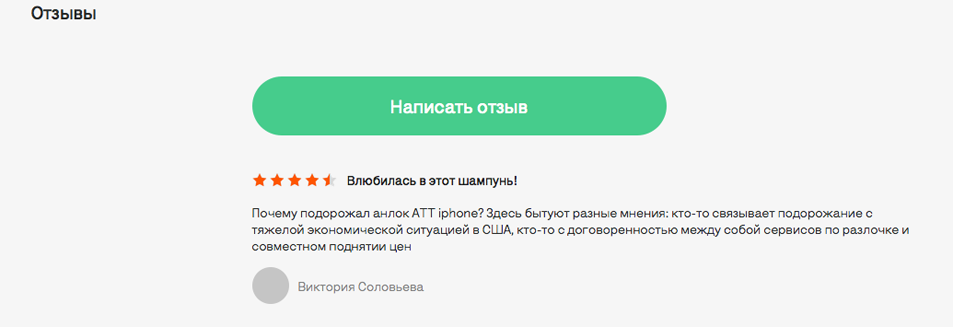 Отзывы
Написать отзыв
Влюбилась в этот шампунь!
Почему подорожал анлок АТТ iphone? Здесь бытуют разные мнения: кто-то связывает подорожание с
тяжелой экономической ситуацией в США, кто-то с договоренностью между собой сервисов по разлочке и
совместном поднятии цен
Виктория Соловьева